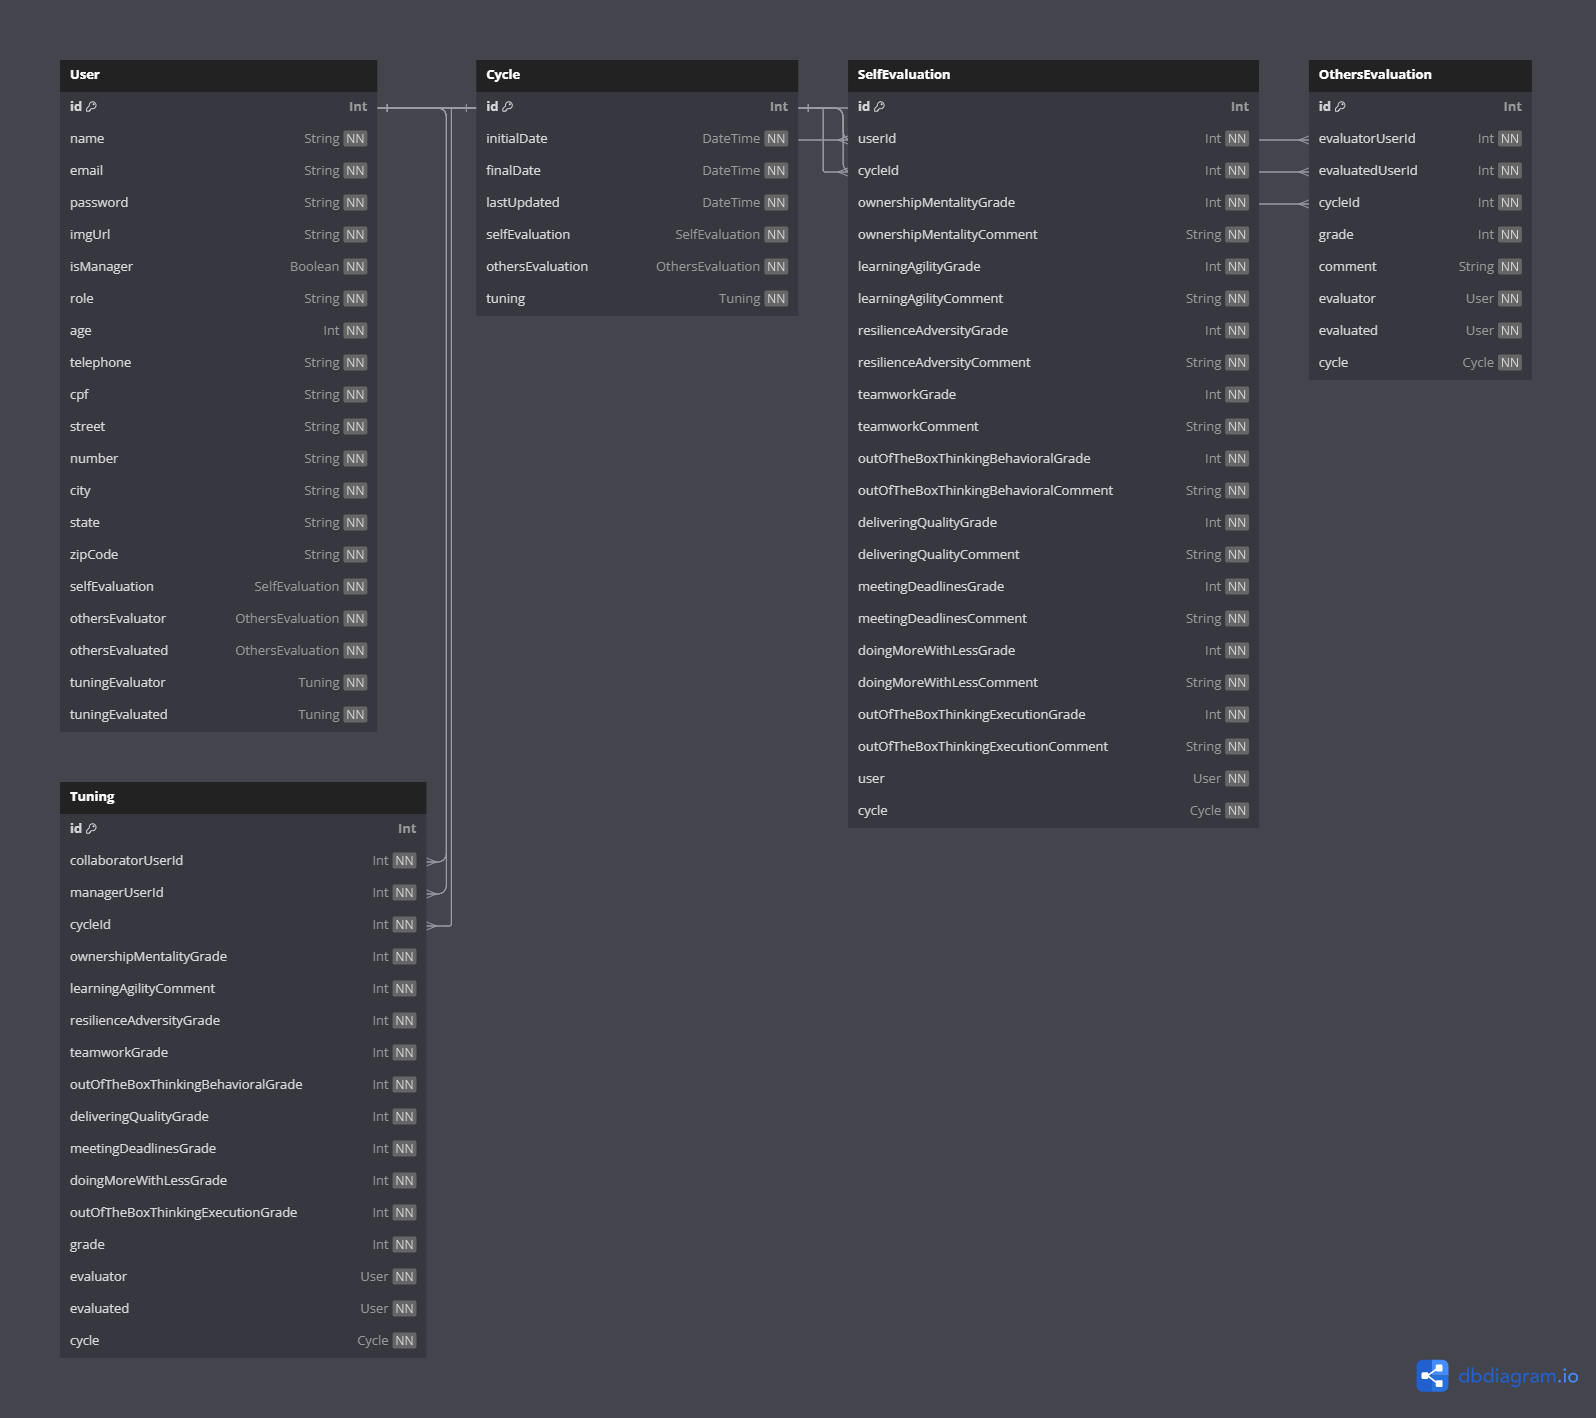 User
id Int
name String NN
email String NN
password String NN
imgUrl String NN
isManager Boolean NN
role String NN
age Int NN
telephone String NN
cpf String NN
street String NN
number String NN
city String NN
state String NN
zipCode String NN
selfEvaluation SelfEvaluation NN
othersEvaluator OthersEvaluation NN
othersEvaluated OthersEvaluation NN
tuningEvaluator Tuning NN
tuningEvaluated Tuning NN
Cycle
id Int
initialDate DateTime NN
finalDate DateTime NN
lastUpdated DateTime NN
selfEvaluation SelfEvaluation NN
othersEvaluation OthersEvaluation NN
tuning Tuning NN
SelfEvaluation
id Int
userId Int NN
cycleId Int NN
ownershipMentalityGrade Int NN
ownershipMentalityComment String NN
learningAgilityGrade Int NN
learningAgilityComment String NN
resilienceAdversityGrade Int NN
resilienceAdversityComment String NN
teamworkGrade Int NN
teamworkComment String NN
outOfTheBoxThinkingBehavioralGrade Int NN
outOfTheBoxThinkingBehavioralComment String NN
deliveringQualityGrade Int NN
deliveringQualityComment String NN
meetingDeadlinesGrade Int NN
meetingDeadlinesComment String NN
doingMoreWithLessGrade Int NN
doingMoreWithLessComment String NN
outOfTheBoxThinkingExecutionGrade Int NN
outOfTheBoxThinkingExecutionComment String NN
user User NN
cycle Cycle NN
OthersEvaluation
id Int
evaluatorUserId Int NN
evaluatedUserId Int NN
cycleId Int NN
grade Int NN
comment String NN
evaluator User NN
evaluated User NN
cycle Cycle NN
Tuning
id Int
collaboratorUserId Int NN
managerUserId Int NN
cycleId Int NN
ownershipMentalityGrade Int NN
learningAgilityComment Int NN
resilienceAdversityGrade Int NN
teamworkGrade Int NN
outOfTheBoxThinkingBehavioralGrade Int NN
deliveringQualityGrade Int NN
meetingDeadlinesGrade Int NN
doingMoreWithLessGrade Int NN
outOfTheBoxThinkingExecutionGrade Int NN
grade Int NN
evaluator User NN
evaluated User NN
cycle Cycle NN
dbdiagram.io